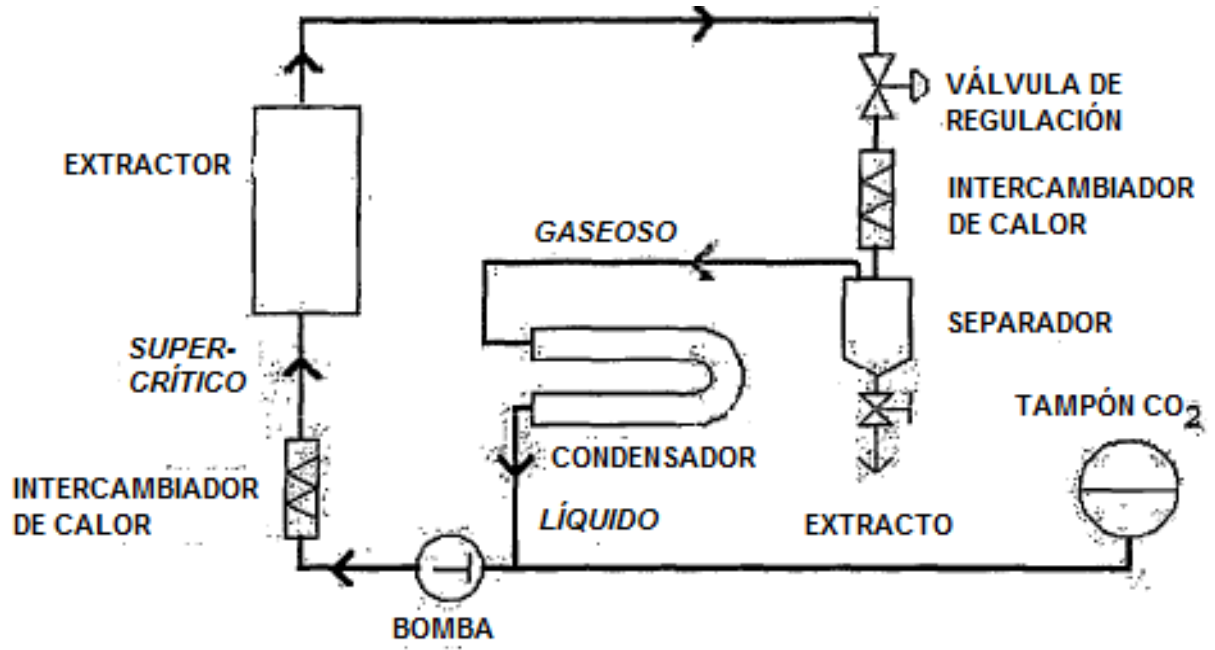 VÁLVULA DE
REGULACIÓN
EXTRACTOR
INTERCAMBIADOR
DE CALOR
GASEOSO
SEPARADOR
SUPER-
CRÍTICO
TAMPÓN CO2
CONDENSADOR
INTERCAMBIADOR
DE CALOR
LÍQUIDO
EXTRACTO
BOMBA